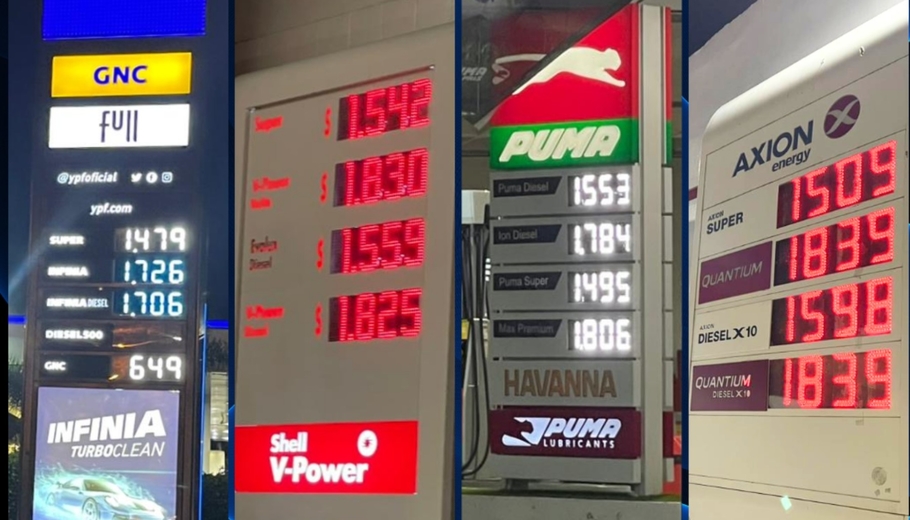 GNC
full
@ypfoficial
ypf.com
SUPER 1.479
INFINIA 1.726
INFINIA DIESEL 1.706
DIESEL500
GNC 649
INFINIA
TURBOCLEAN
Super $ 1.542
V-Power $ 1.830
Evolux
Diesel $ 1.559
V-Power $ 1.825
Shell
V-Power
PUMA
Puma Diesel 1.553
Ion Diesel 1.784
Puma Super 1.495
Max Premium 1.806
HAVANNA
PUMA
LUBRICANTS
AXION
energy
AXION
SUPER 1509
QUANTIUM 1839
AXION
DIESEL X10 1598
QUANTIUM
DIESEL X10 1839